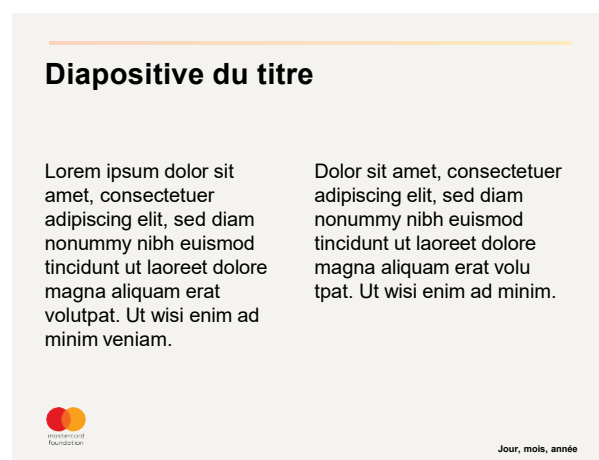 Diapositive du titre
Lorem ipsum dolor sit
amet, consectetuer
adipiscing elit, sed diam
nonummy nibh euismod
tincidunt ut laoreet dolore
magna aliquam erat
volutpat. Ut wisi enim ad
minim veniam.
Dolor sit amet, consectetuer
adipiscing elit, sed diam
nonummy nibh euismod
tincidunt ut laoreet dolore
magna aliquam erat volu
tpat. Ut wisi enim ad minim.
mastercard
foundation
Jour, mois, année